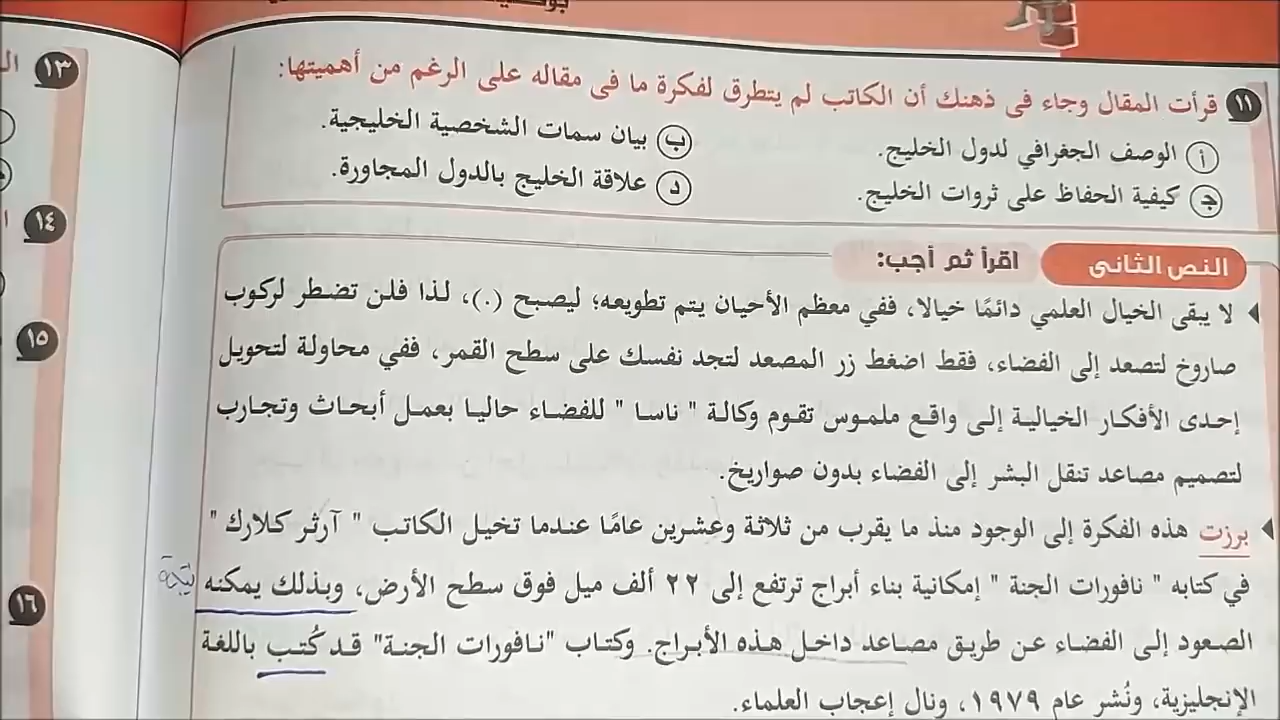 ١١ قرأت المقال وجاء فى ذهنك أن الكاتب لم يتطرق لفكرة ما فى مقاله على الرغم من أهميتها:
أ الوصف الجغرافي لدول الخليج.
ب بيان سمات الشخصية الخليجية.
ج كيفية الحفاظ على ثروات الخليج.
د علاقة الخليج بالدول المجاورة.
النص الثانى اقرأ ثم أجب:
لا يبقى الخيال العلمي دائمًا خيالا، ففي معظم الأحيان يتم تطويعه؛ ليصبح (.)، لذا فلن تضطر لركوب
صاروخ لتصعد إلى الفضاء، فقط اضغط زر المصعد لتجد نفسك على سطح القمر، ففي محاولة لتحويل
إحدى الأفكار الخيالية إلى واقع ملموس تقوم وكالة " ناسا " للفضاء حاليا بعمل أبحاث وتجارب
لتصميم مصاعد تنقل البشر إلى الفضاء بدون صواريخ.
برزت هذه الفكرة إلى الوجود منذ ما يقرب من ثلاثة وعشرين عامًا عندما تخيل الكاتب " آرثر كلارك "
في كتابه " نافورات الجنة " إمكانية بناء أبراج ترتفع إلى ٢٢ ألف ميل فوق سطح الأرض، وبذلك يمكنه
الصعود إلى الفضاء عن طريق مصاعد داخل هذه الأبراج. وكتاب "نافورات الجنة" قد كُتب باللغة
الإنجليزية، ونُشر عام ١٩٧٩، ونال إعجاب العلماء.
١٣
١٤
١٥
١٦